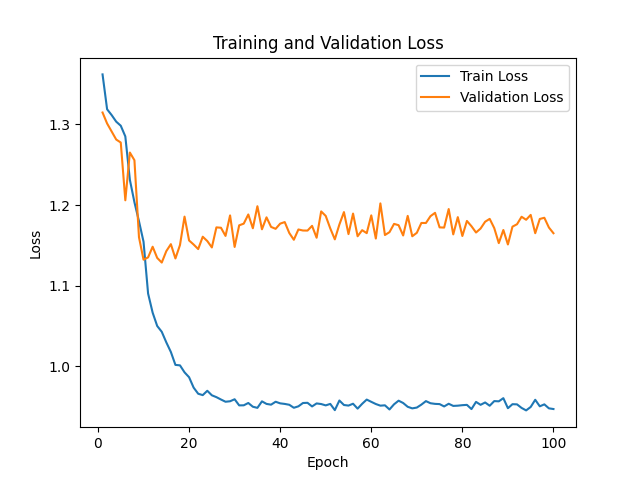 Training and Validation Loss
Train Loss
Validation Loss
Loss
1.3
1.2
1.1
1.0
0 20 40 60 80 100
Epoch